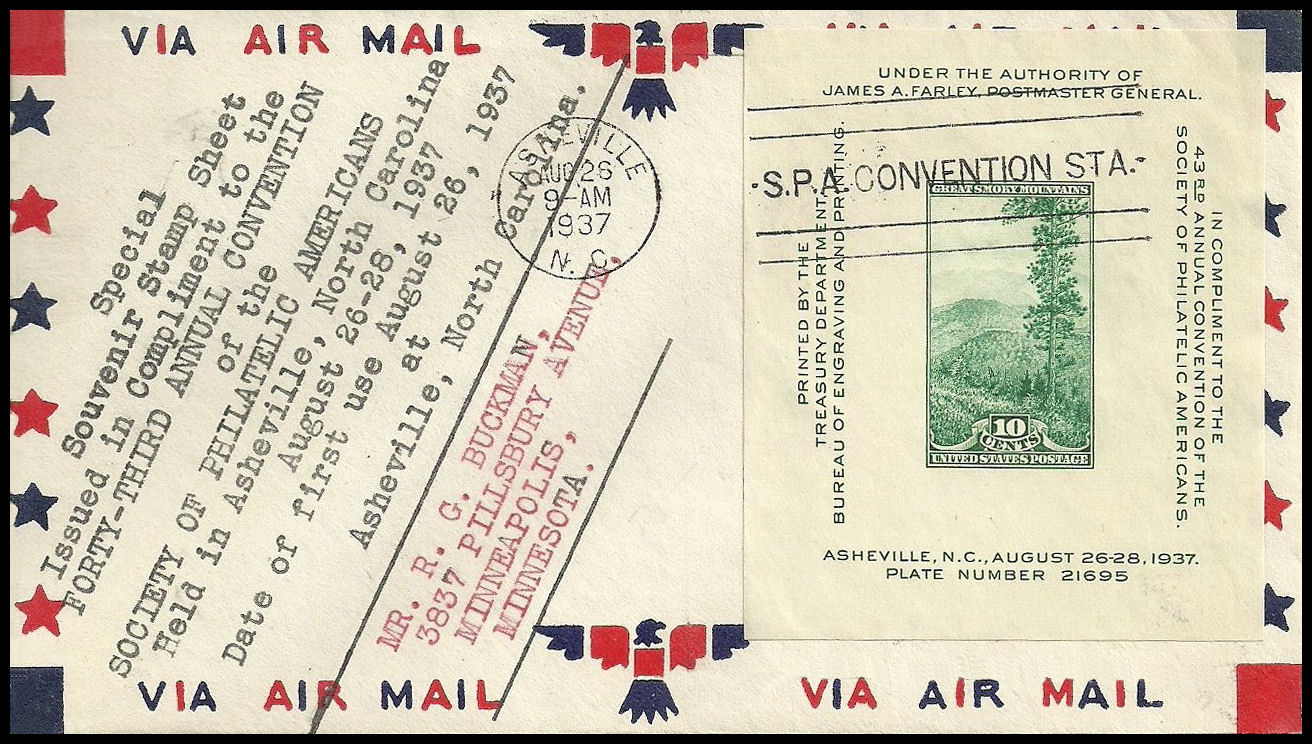 VIA AIR MAIL
Special
Souvenir Stamp Sheet
Issued in Compliment to the
FORTY-THIRD ANNUAL CONVENTION
of the
SOCIETY OF PHILATELIC AMERICANS
Held in Asheville, North Carolina
August 26-28, 1937
Date of first use August 26, 1937
at
Asheville, North Carolina.
ASHEVILLE
AUG 26
9-AM
1937
N. C.
MR. R. G. BUCKMAN,
3837 PILLSBURY AVENUE,
MINNEAPOLIS,
MINNESOTA.
UNDER THE AUTHORITY OF
JAMES A. FARLEY, POSTMASTER GENERAL.
-S.P.A. CONVENTION STA.-
PRINTED BY THE
TREASURY DEPARTMENT,
BUREAU OF ENGRAVING AND PRINTING.
GREAT SMOKY MOUNTAINS
10
CENTS
UNITED STATES POSTAGE
IN COMPLIMENT TO THE
43RD ANNUAL CONVENTION OF THE
SOCIETY OF PHILATELIC AMERICANS.
ASHEVILLE, N.C., AUGUST 26-28, 1937.
PLATE NUMBER 21695
VIA AIR MAIL
VIA AIR MAIL